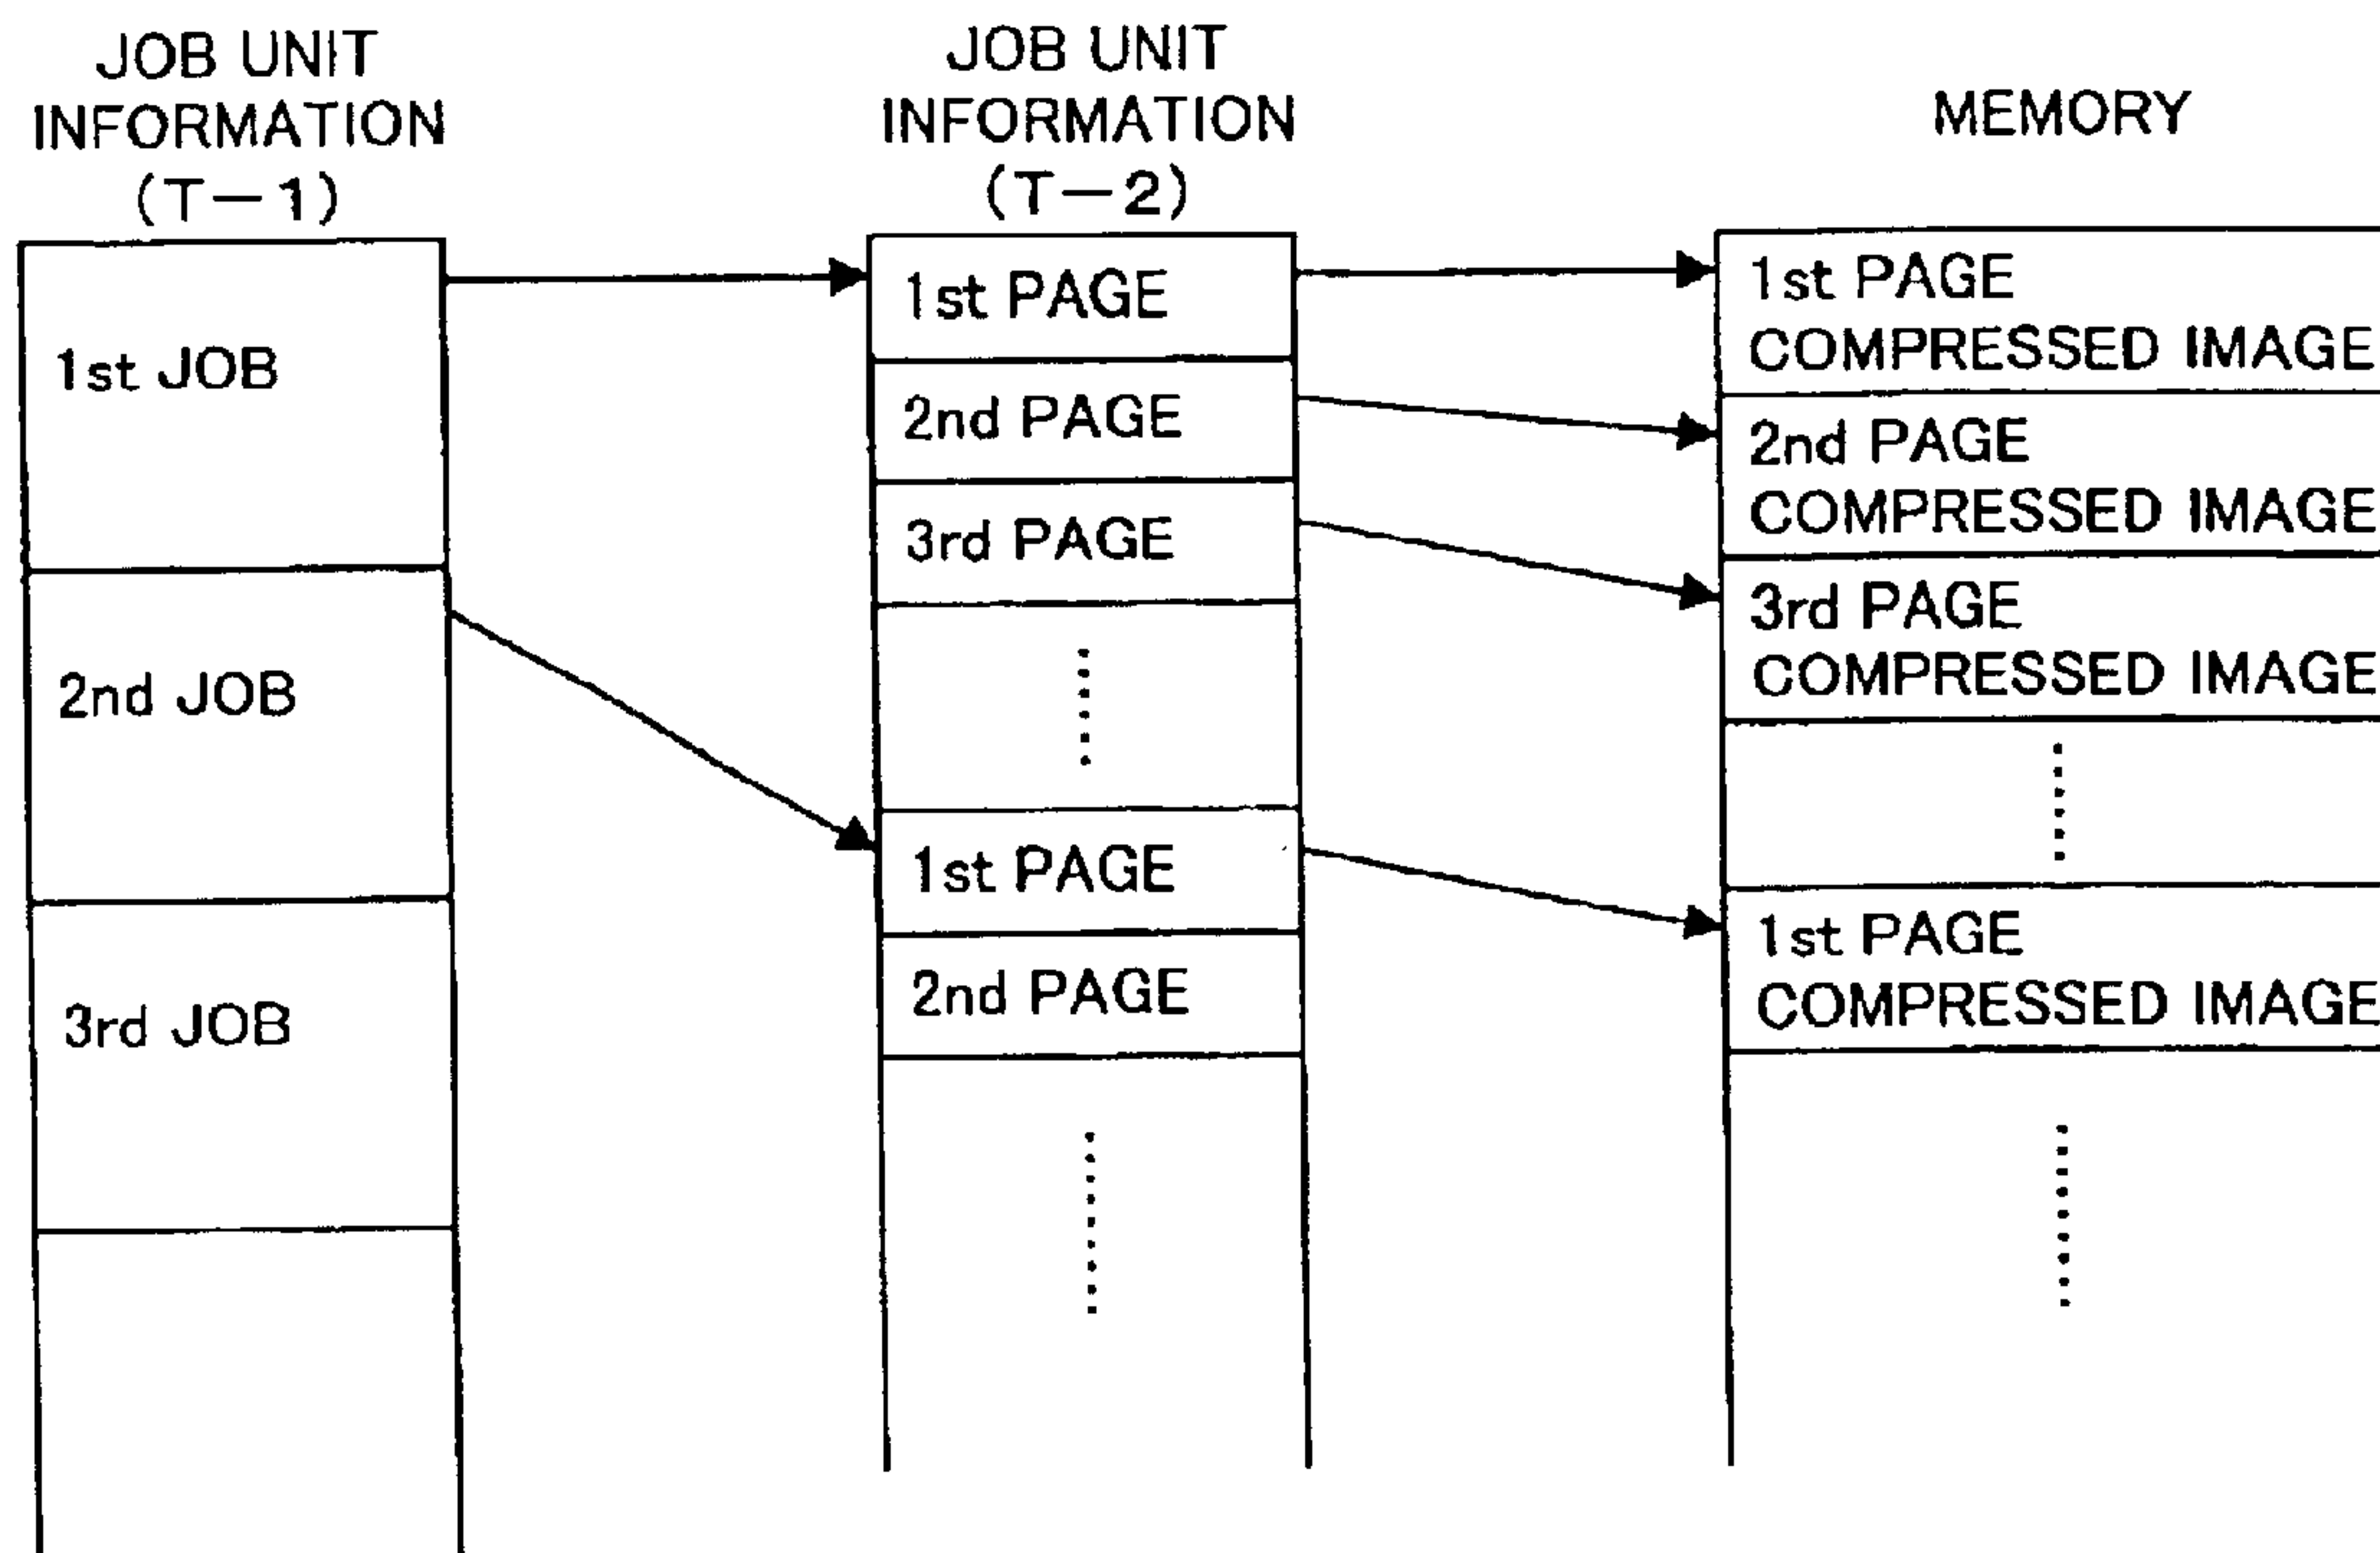 JOB UNIT
INFORMATION
(T-1)
1st JOB
2nd JOB
3rd JOB
JOB UNIT
INFORMATION
(T-2)
1st PAGE
2nd PAGE
3rd PAGE
1st PAGE
2nd PAGE
MEMORY
1st PAGE
COMPRESSED IMAGE
2nd PAGE
COMPRESSED IMAGE
3rd PAGE
COMPRESSED IMAGE
1st PAGE
COMPRESSED IMAGE